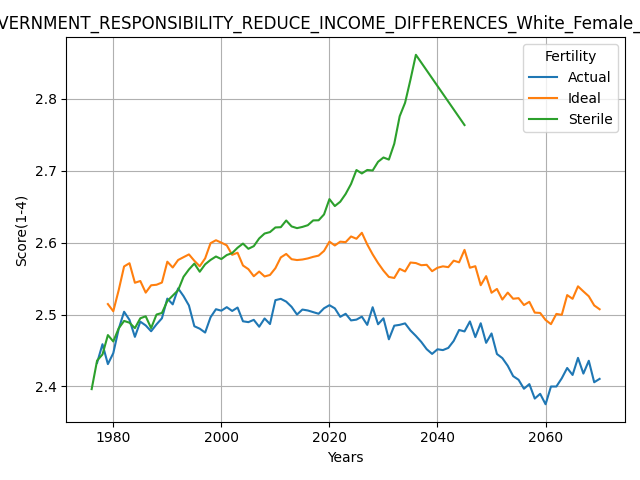 VERNMENT_RESPONSIBILITY_REDUCE_INCOME_DIFFERENCES_White_Female_
Fertility
Actual
Ideal
Sterile
Score(1-4)
2.8
2.7
2.6
2.5
2.4
1980 2000 2020 2040 2060
Years